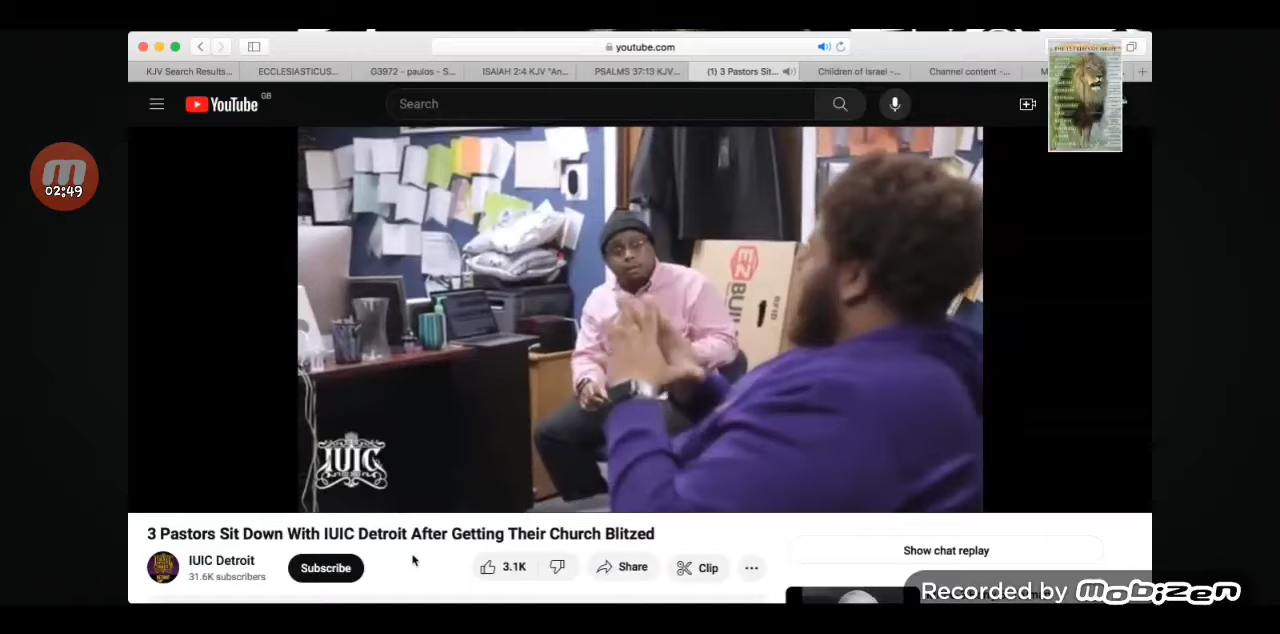 youtube.com
KJV Search Results...
ECCLESIASTICUS...
G3972 - paulos - S...
ISAIAH 2:4 KJV "An...
PSALMS 37:13 KJV...
(1) 3 Pastors Sit...
Children of Israel -...
Channel content -...
YouTube GB
Search
02:49
EZ
BUIL
IUIC
3 Pastors Sit Down With IUIC Detroit After Getting Their Church Blitzed
IUIC Detroit
31.6K subscribers
Subscribe
3.1K
Share
Clip
Show chat replay
Recorded by mobizen